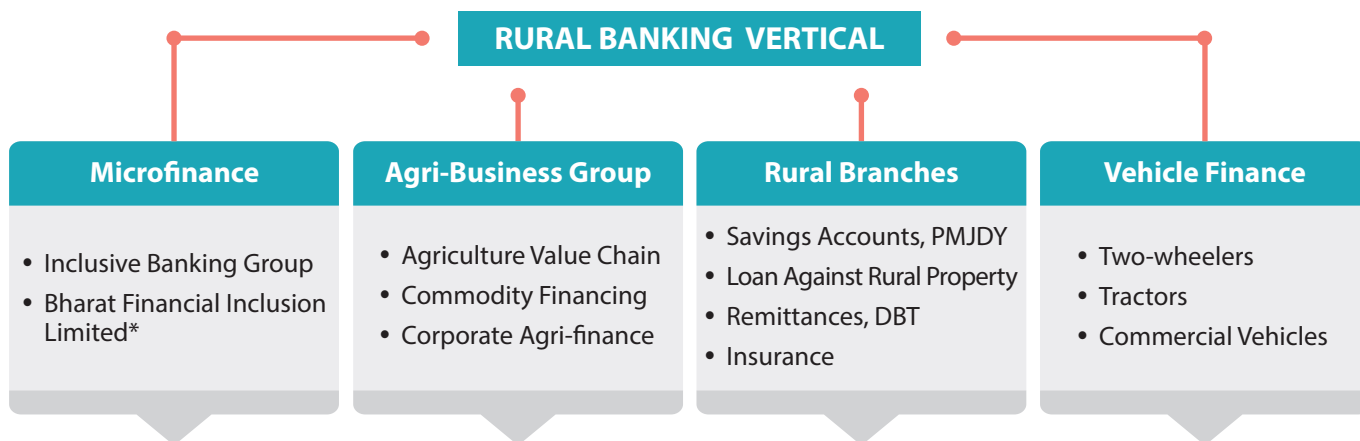 RURAL BANKING VERTICAL
Microfinance
• Inclusive Banking Group
• Bharat Financial Inclusion
Limited*
Agri-Business Group
• Agriculture Value Chain
• Commodity Financing
• Corporate Agri-finance
Rural Branches
• Savings Accounts, PMJDY
• Loan Against Rural Property
• Remittances, DBT
• Insurance
Vehicle Finance
• Two-wheelers
• Tractors
• Commercial Vehicles